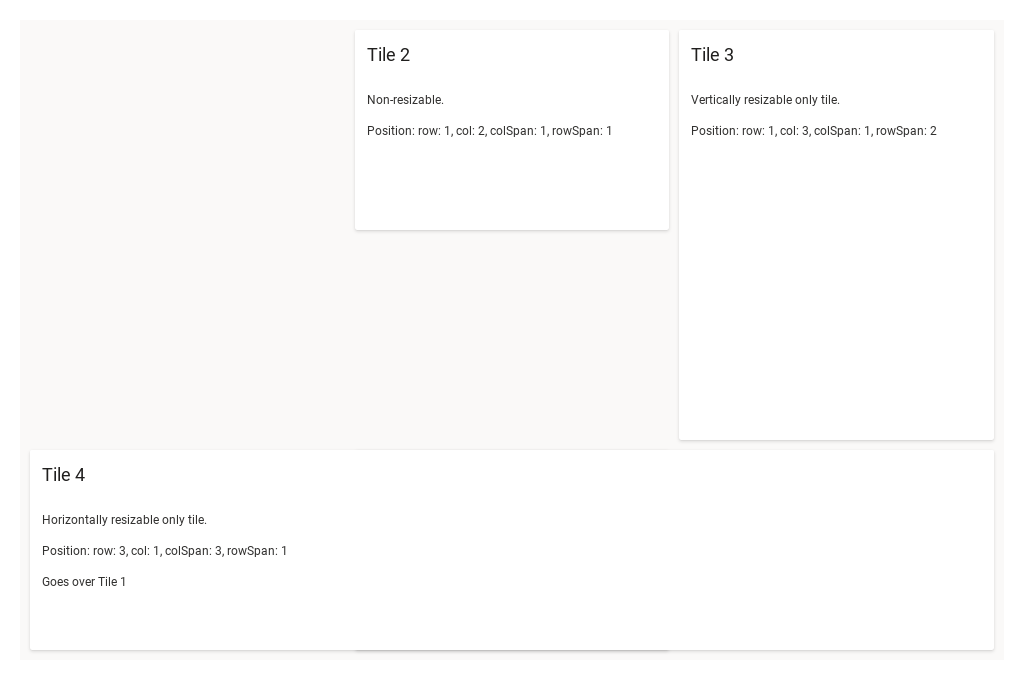 Tile 2
Non-resizable.
Position: row: 1, col: 2, colSpan: 1, rowSpan: 1
Tile 3
Vertically resizable only tile.
Position: row: 1, col: 3, colSpan: 1, rowSpan: 2
Tile 4
Horizontally resizable only tile.
Position: row: 3, col: 1, colSpan: 3, rowSpan: 1
Goes over Tile 1